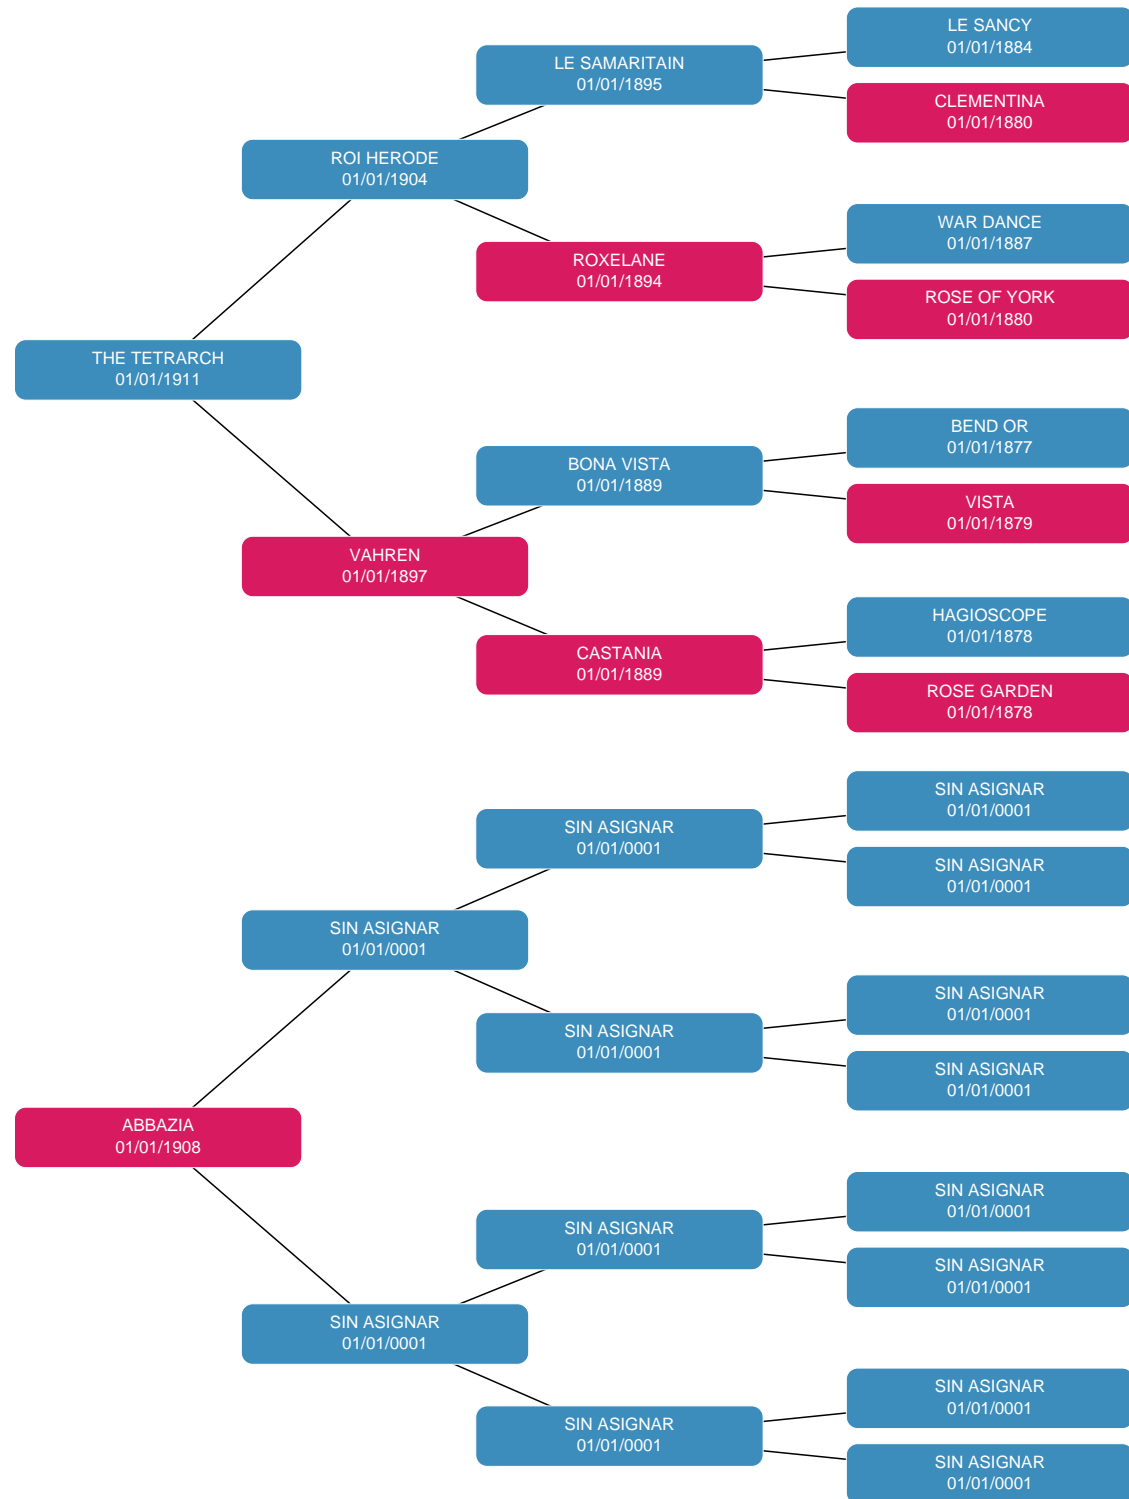 LE SANCY
01/01/1884
LE SAMARITAIN
01/01/1895
CLEMENTINA
01/01/1880
ROI HERODE
01/01/1904
WAR DANCE
01/01/1887
ROXELANE
01/01/1894
ROSE OF YORK
01/01/1880
THE TETRARCH
01/01/1911
BEND OR
01/01/1877
BONA VISTA
01/01/1889
VISTA
01/01/1879
VAHREN
01/01/1897
HAGIOSCOPE
01/01/1878
CASTANIA
01/01/1889
ROSE GARDEN
01/01/1878
SIN ASIGNAR
01/01/0001
SIN ASIGNAR
01/01/0001
SIN ASIGNAR
01/01/0001
SIN ASIGNAR
01/01/0001
SIN ASIGNAR
01/01/0001
SIN ASIGNAR
01/01/0001
SIN ASIGNAR
01/01/0001
ABBAZIA
01/01/1908
SIN ASIGNAR
01/01/0001
SIN ASIGNAR
01/01/0001
SIN ASIGNAR
01/01/0001
SIN ASIGNAR
01/01/0001
SIN ASIGNAR
01/01/0001
SIN ASIGNAR
01/01/0001
SIN ASIGNAR
01/01/0001